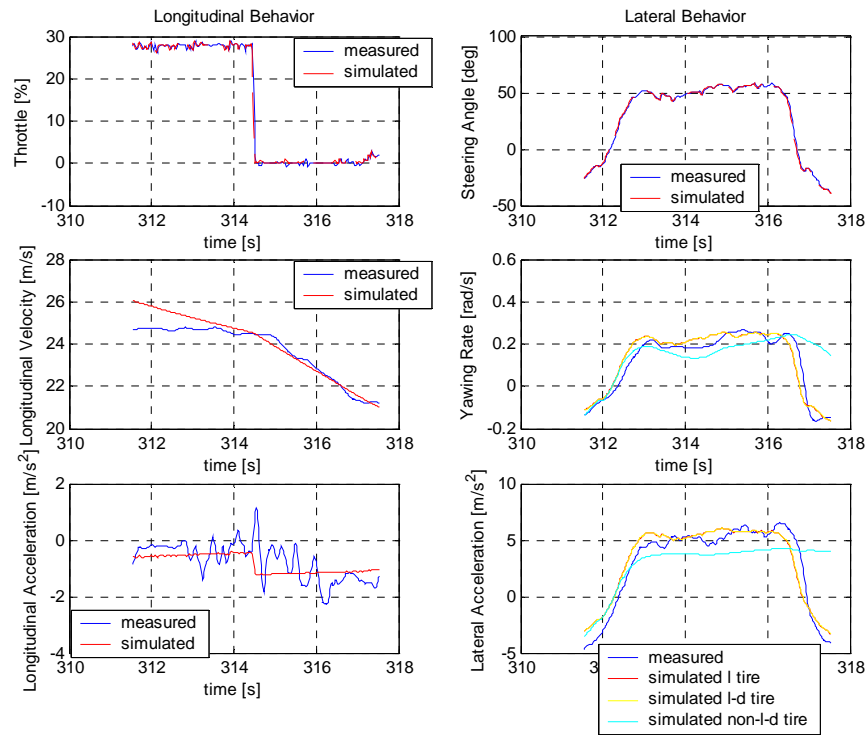 Longitudinal Behavior
Throttle [%]
30
20
10
0
-10
310
312
314
316
318
time [s]
measured
simulated
Lateral Behavior
Steering Angle [deg]
100
50
0
-50
310
312
314
316
318
time [s]
measured
simulated
Longitudinal Velocity [m/s]
26
24
22
20
310
312
314
316
318
time [s]
measured
simulated
Yawing Rate [rad/s]
0.6
0.4
0.2
0
-0.2
310
312
314
316
318
time [s]
Longitudinal Acceleration [m/s²]
2
0
-2
-4
310
312
314
316
318
time [s]
measured
simulated
Lateral Acceleration [m/s²]
10
5
0
-5
310
318
measured
simulated l tire
simulated l-d tire
simulated non-l-d tire